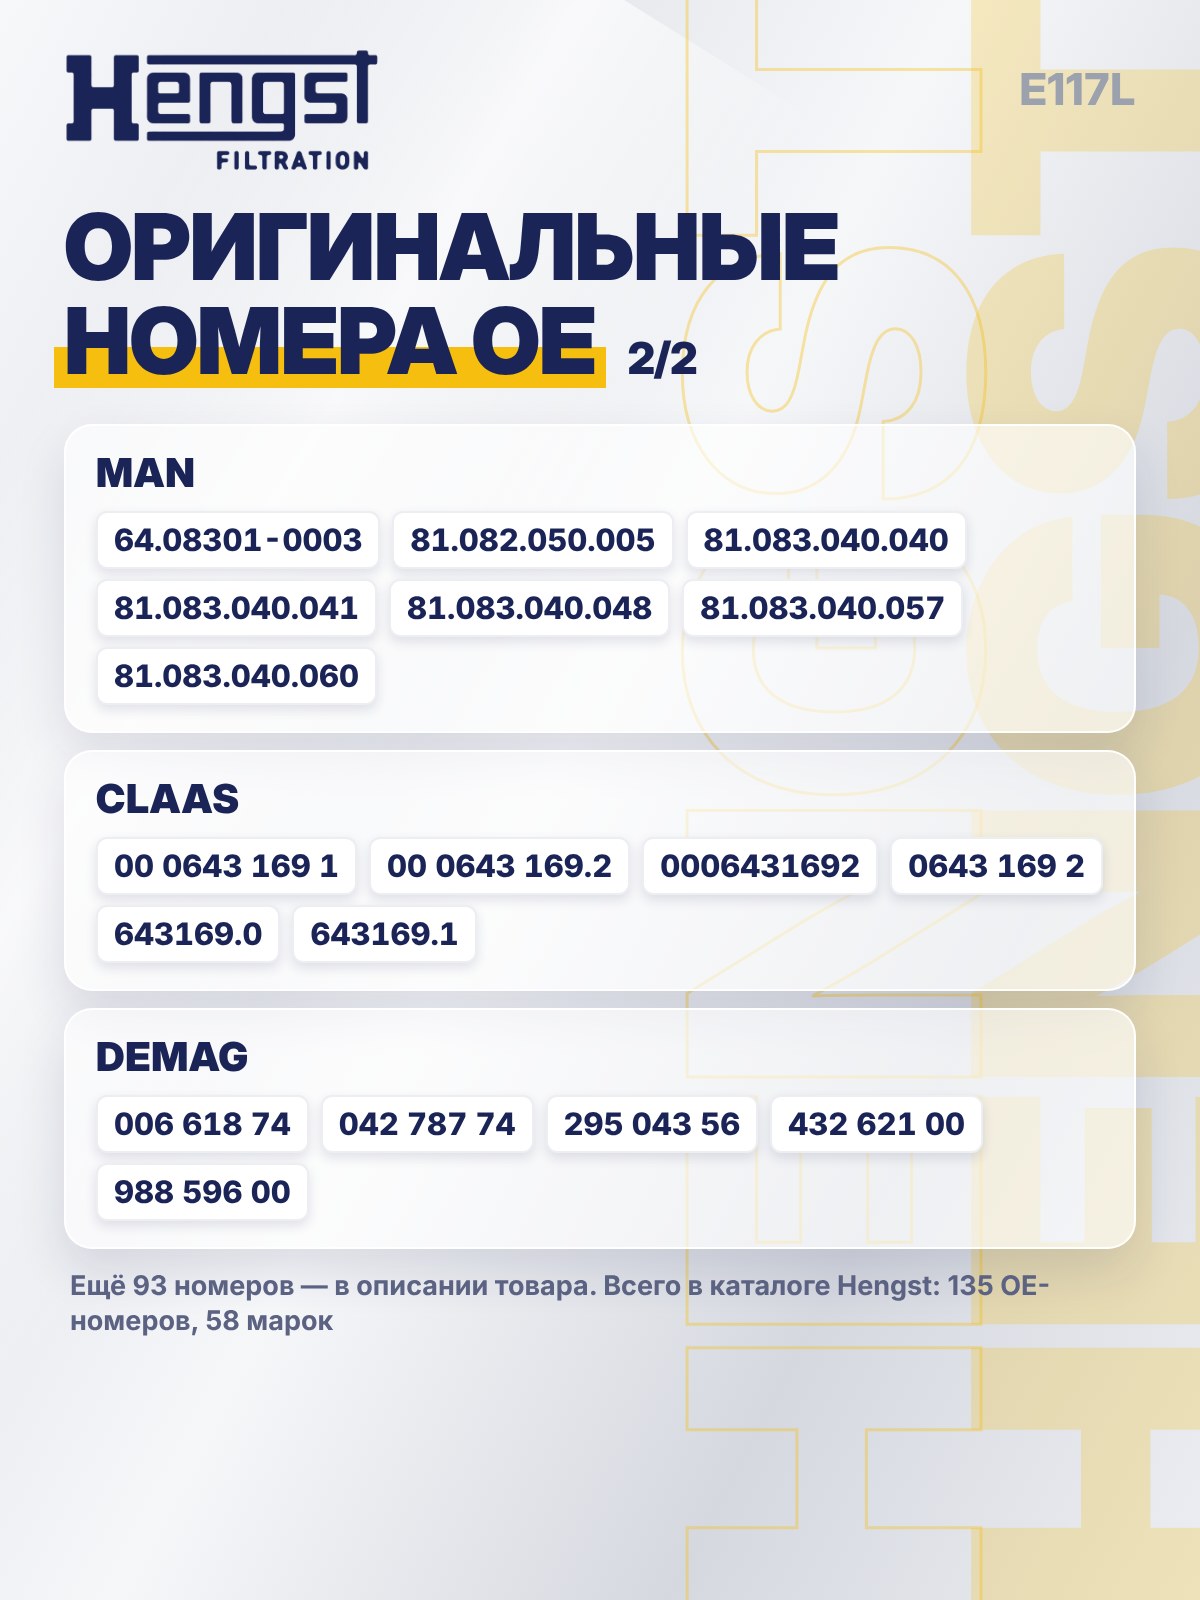 Hengst
FILTRATION
E117L
ОРИГИНАЛЬНЫЕ
НОМЕРА OE 2/2
MAN
64.08301-0003 81.082.050.005 81.083.040.040
81.083.040.041 81.083.040.048 81.083.040.057
81.083.040.060
CLAAS
00 0643 169 1 00 0643 169.2 0006431692 0643 169 2
643169.0 643169.1
DEMAG
006 618 74 042 787 74 295 043 56 432 621 00
988 596 00
Ещё 93 номеров — в описании товара. Всего в каталоге Hengst: 135 OE-
номеров, 58 марок
HENGST